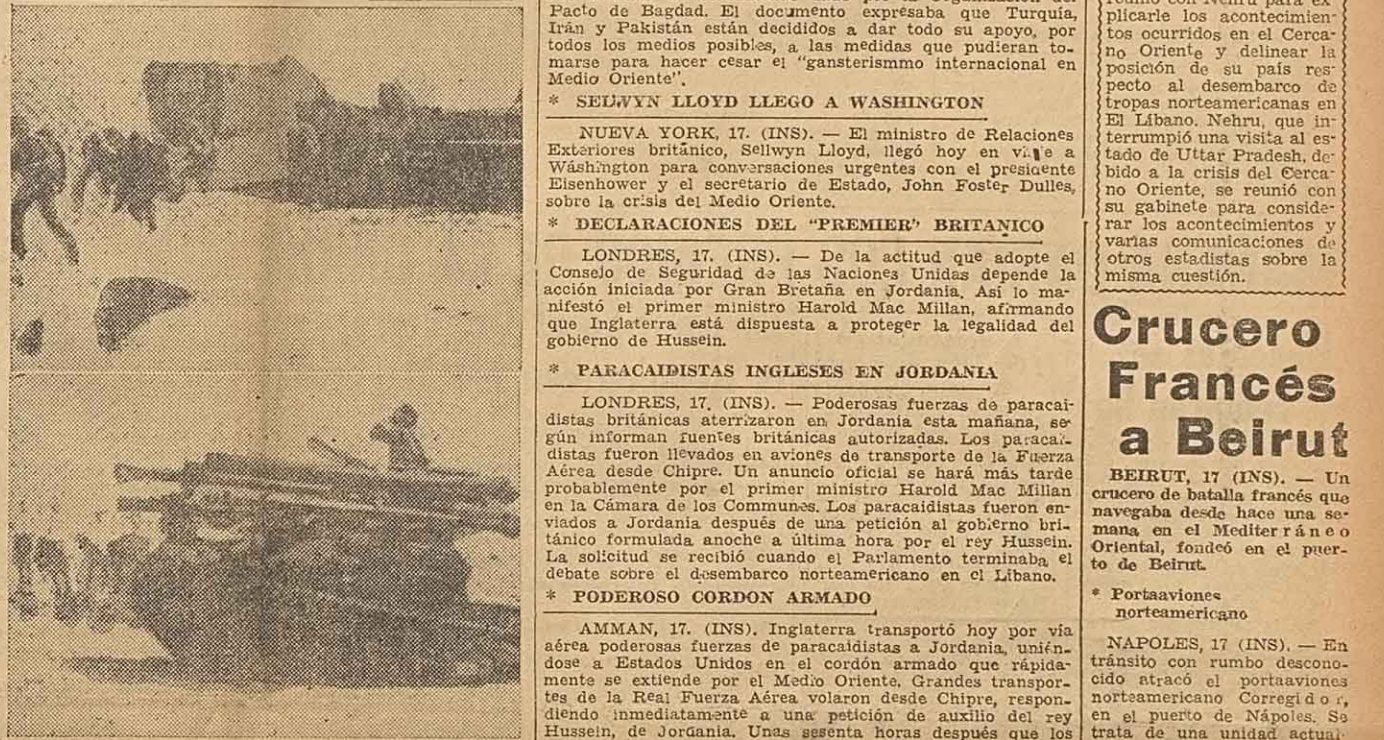 Pacto de Bagdad. El documento expresaba que Turquía,
Irán y Pakistán están decididos a dar todo su apoyo, por
todos los medios posibles, a las medidas que pudieran to-
marse para hacer cesar el "gansterismmo internacional en
Medio Oriente".
* SELWYN LLOYD LLEGO A WASHINGTON
NUEVA YORK, 17. (INS). — El ministro de Relaciones
Exteriores británico, Sellwyn Lloyd, llegó hoy en viaje a
Wáshington para conversaciones urgentes con el presidente
Eisenhower y el secretario de Estado, John Foster Dulles,
sobre la crisis del Medio Oriente.
* DECLARACIONES DEL "PREMIER" BRITANICO
LONDRES, 17. (INS). — De la actitud que adopte el
Consejo de Seguridad de las Naciones Unidas depende la
acción iniciada por Gran Bretaña en Jordania. Así lo ma-
nifestó el primer ministro Harold Mac Millan, afirmando
que Inglaterra está dispuesta a proteger la legalidad del
gobierno de Hussein.
* PARACAIDISTAS INGLESES EN JORDANIA
LONDRES, 17. (INS). — Poderosas fuerzas de paracai-
distas británicas aterrizaron en Jordania esta mañana, se-
gún informan fuentes británicas autorizadas. Los paracai-
distas fueron llevados en aviones de transporte de la Fuerza
Aérea desde Chipre. Un anuncio oficial se hará más tarde
probablemente por el primer ministro Harold Mac Millan
en la Cámara de los Communes. Los paracaidistas fueron en-
viados a Jordania después de una petición al gobierno bri-
tánico formulada anoche a última hora por el rey Hussein.
La solicitud se recibió cuando el Parlamento terminaba el
debate sobre el desembarco norteamericano en el Líbano.
* PODEROSO CORDON ARMADO
AMMAN, 17. (INS). Inglaterra transportó hoy por vía
aérea poderosas fuerzas de paracaidistas a Jordania, unién-
dose a Estados Unidos en el cordón armado que rápida-
mente se extiende por el Medio Oriente. Grandes transpor-
tes de la Real Fuerza Aérea volaron desde Chipre, respon-
diendo inmediatamente a una petición de auxilio del rey
Hussein, de Jordania. Unas sesenta horas después que los
reunió con Nehru para ex-
plicarle los acontecimien-
tos ocurridos en el Cerca-
no Oriente y delinear la
posición de su país res-
pecto al desembarco de
tropas norteamericanas en
El Líbano. Nehru, que in-
terrumpió una visita al es-
tado de Uttar Pradesh, de-
bido a la crisis del Cerca-
no Oriente, se reunió con
su gabinete para conside-
rar los acontecimientos y
varias comunicaciones de
otros estadistas sobre la
misma cuestión.
Crucero
Francés
a Beirut
BEIRUT, 17 (INS). — Un
crucero de batalla francés que
navegaba desde hace una se-
mana en el Mediterráneo
Oriental, fondeó en el puer-
to de Beirut.
* Portaaviones
norteamericano
NAPOLES, 17 (INS). — En
tránsito con rumbo descono-
cido atracó el portaaviones
norteamericano Corregidor,
en el puerto de Nápoles. Se
trata de una unidad actual-